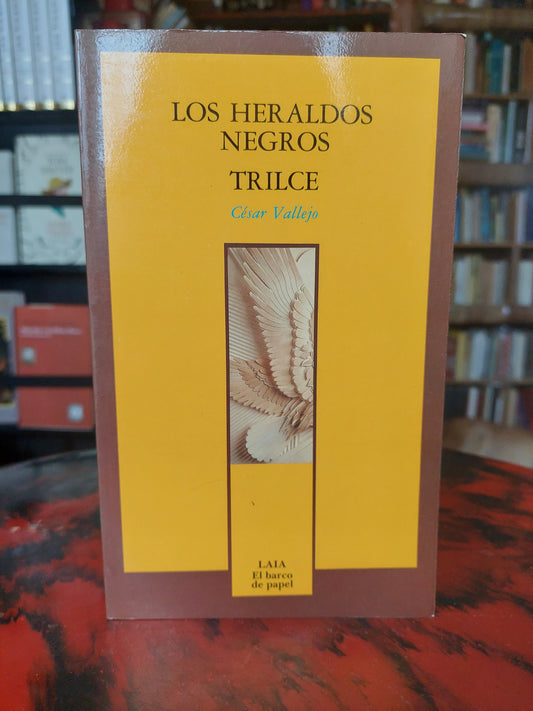 LOS HERALDOS
NEGROS
TRILCE
César Vallejo
LAIA
El barco
de papel